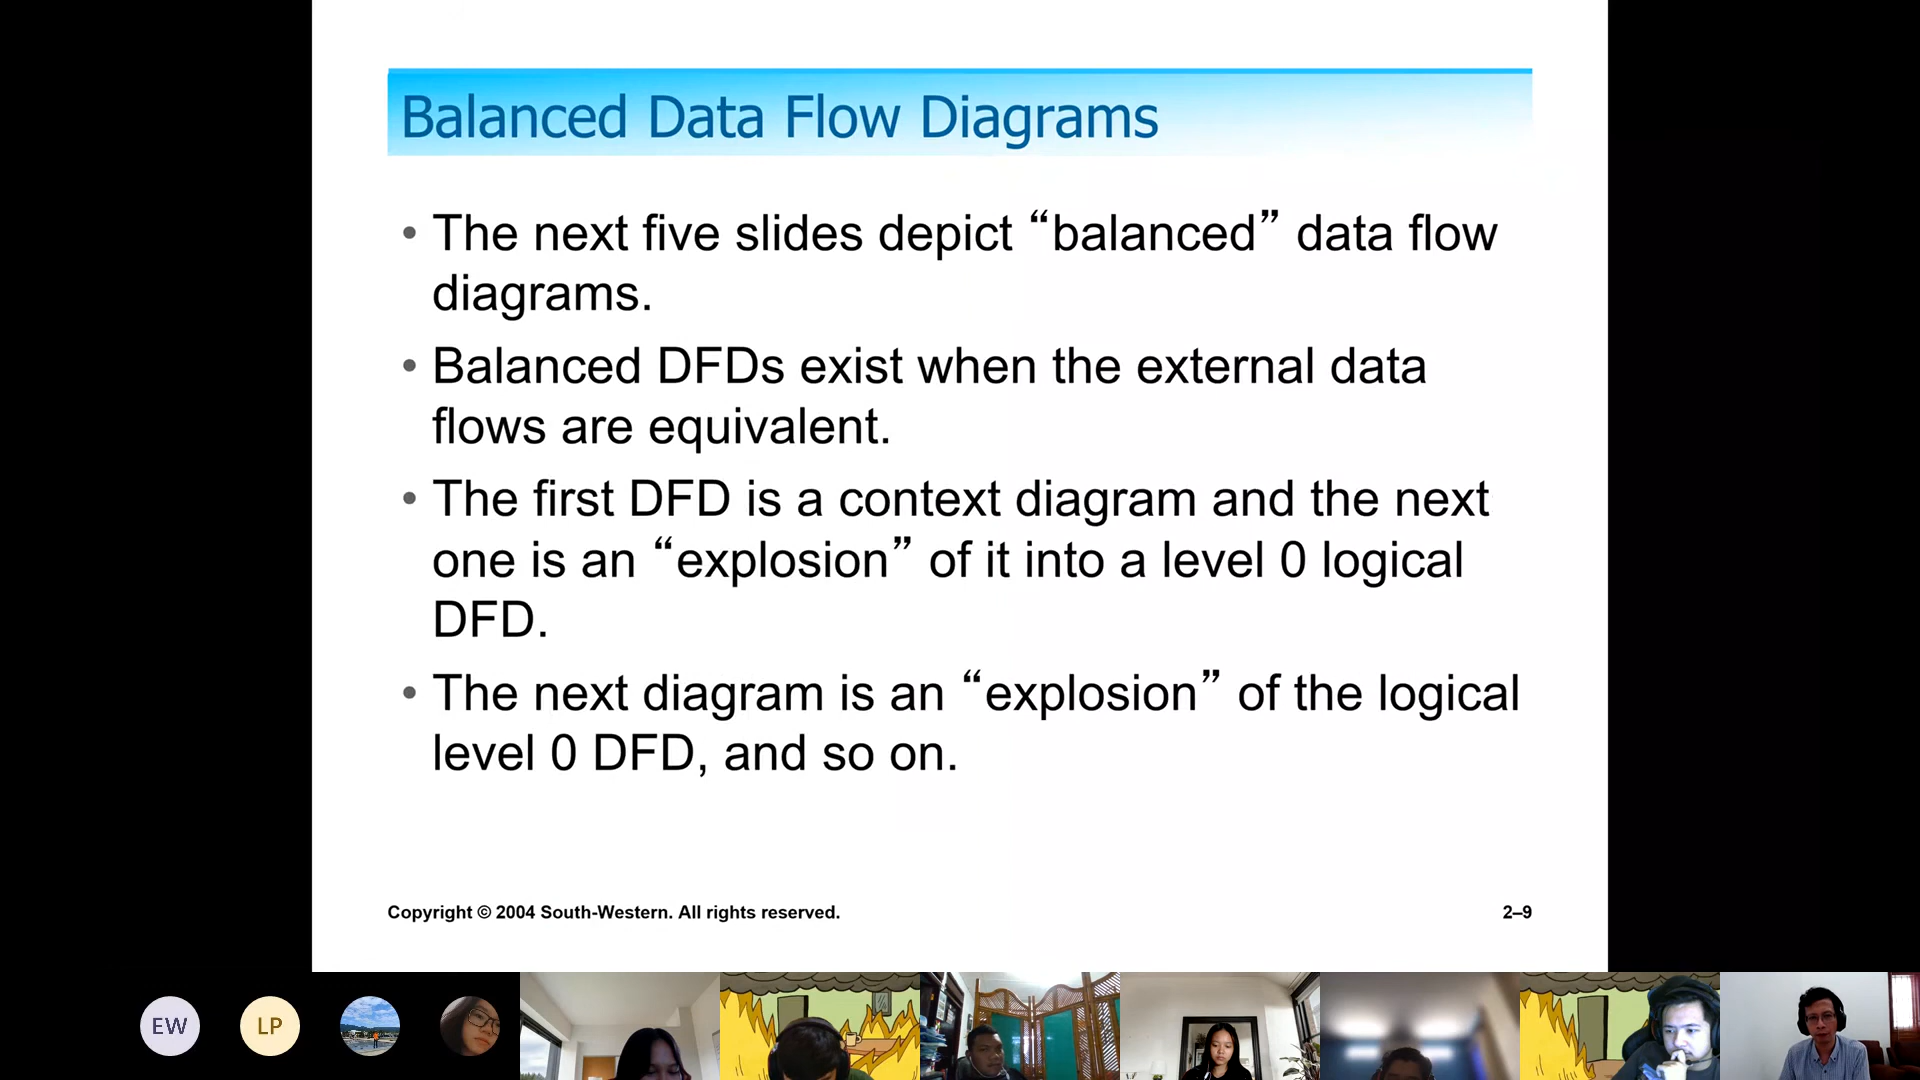 Balanced Data Flow Diagrams
• The next five slides depict “balanced” data flow
diagrams.
• Balanced DFDs exist when the external data
flows are equivalent.
• The first DFD is a context diagram and the next
one is an “explosion” of it into a level 0 logical
DFD.
• The next diagram is an “explosion” of the logical
level 0 DFD, and so on.
Copyright © 2004 South-Western. All rights reserved.
2–9
EW
LP